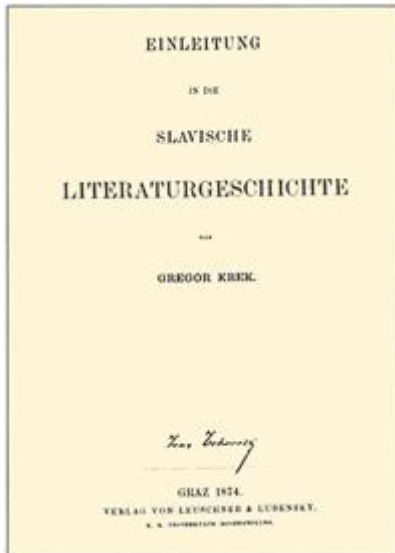 EINLEITUNG
IN DIE
SLAVISCHE
LITERATURGESCHICHTE
VON
GREGOR KREK.
GRAZ 1874.
VERLAG VON LEUSCHNER & LUBENSKY.
K. K. UNIVERSITÄTS-BUCHHANDLUNG.